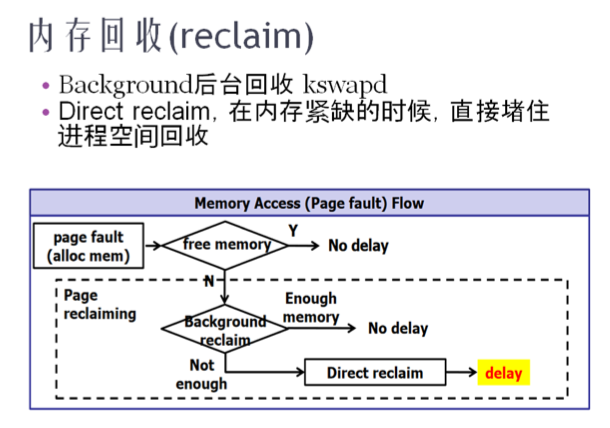 内存回收(reclaim)
• Background后台回收 kswapd
• Direct reclaim，在内存紧缺的时候，直接堵住
进程空间回收
Memory Access (Page fault) Flow
page fault
(alloc mem)
free memory
Y
No delay
N
Page
reclaiming
Background
reclaim
Enough
memory
No delay
Not
enough
Direct reclaim
delay